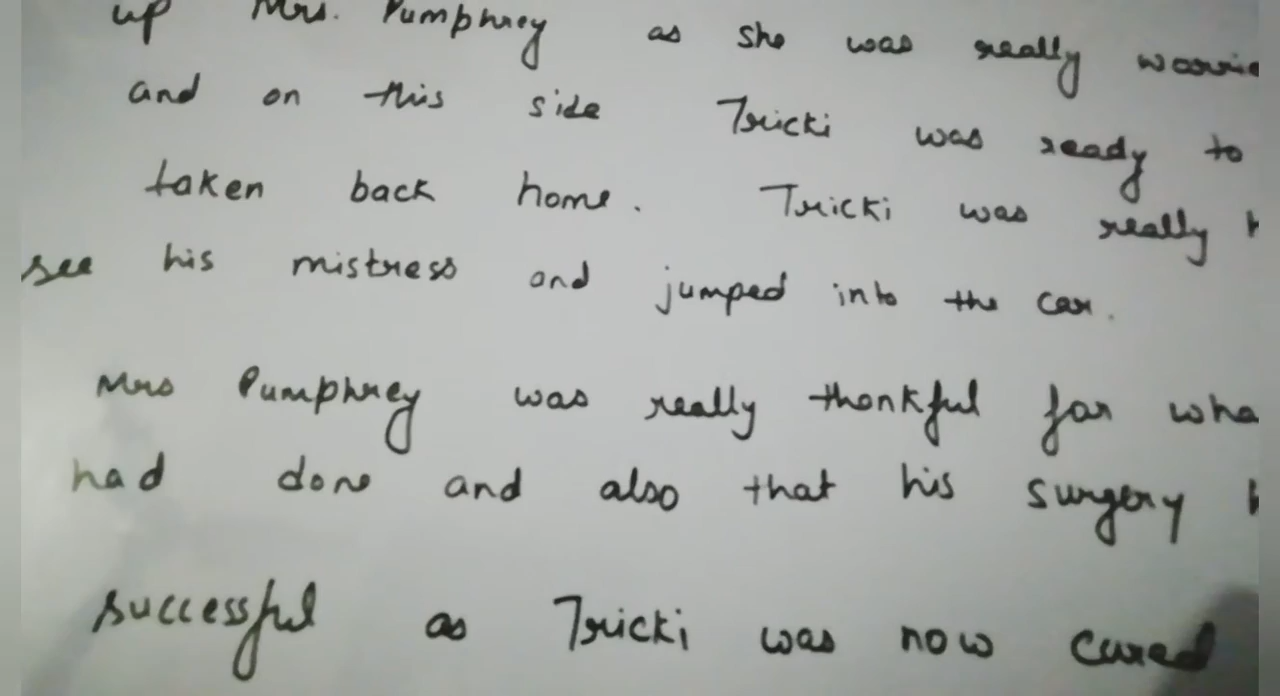 up Mrs. Pumphrey as she was really worrie
and on this side Tricki was ready to
taken back home. Tricki was really h
see his mistress and jumped into the car.
Mrs Pumphrey was really thankful for wha
had done and also that his surgery h
successful as Tricki was now cured